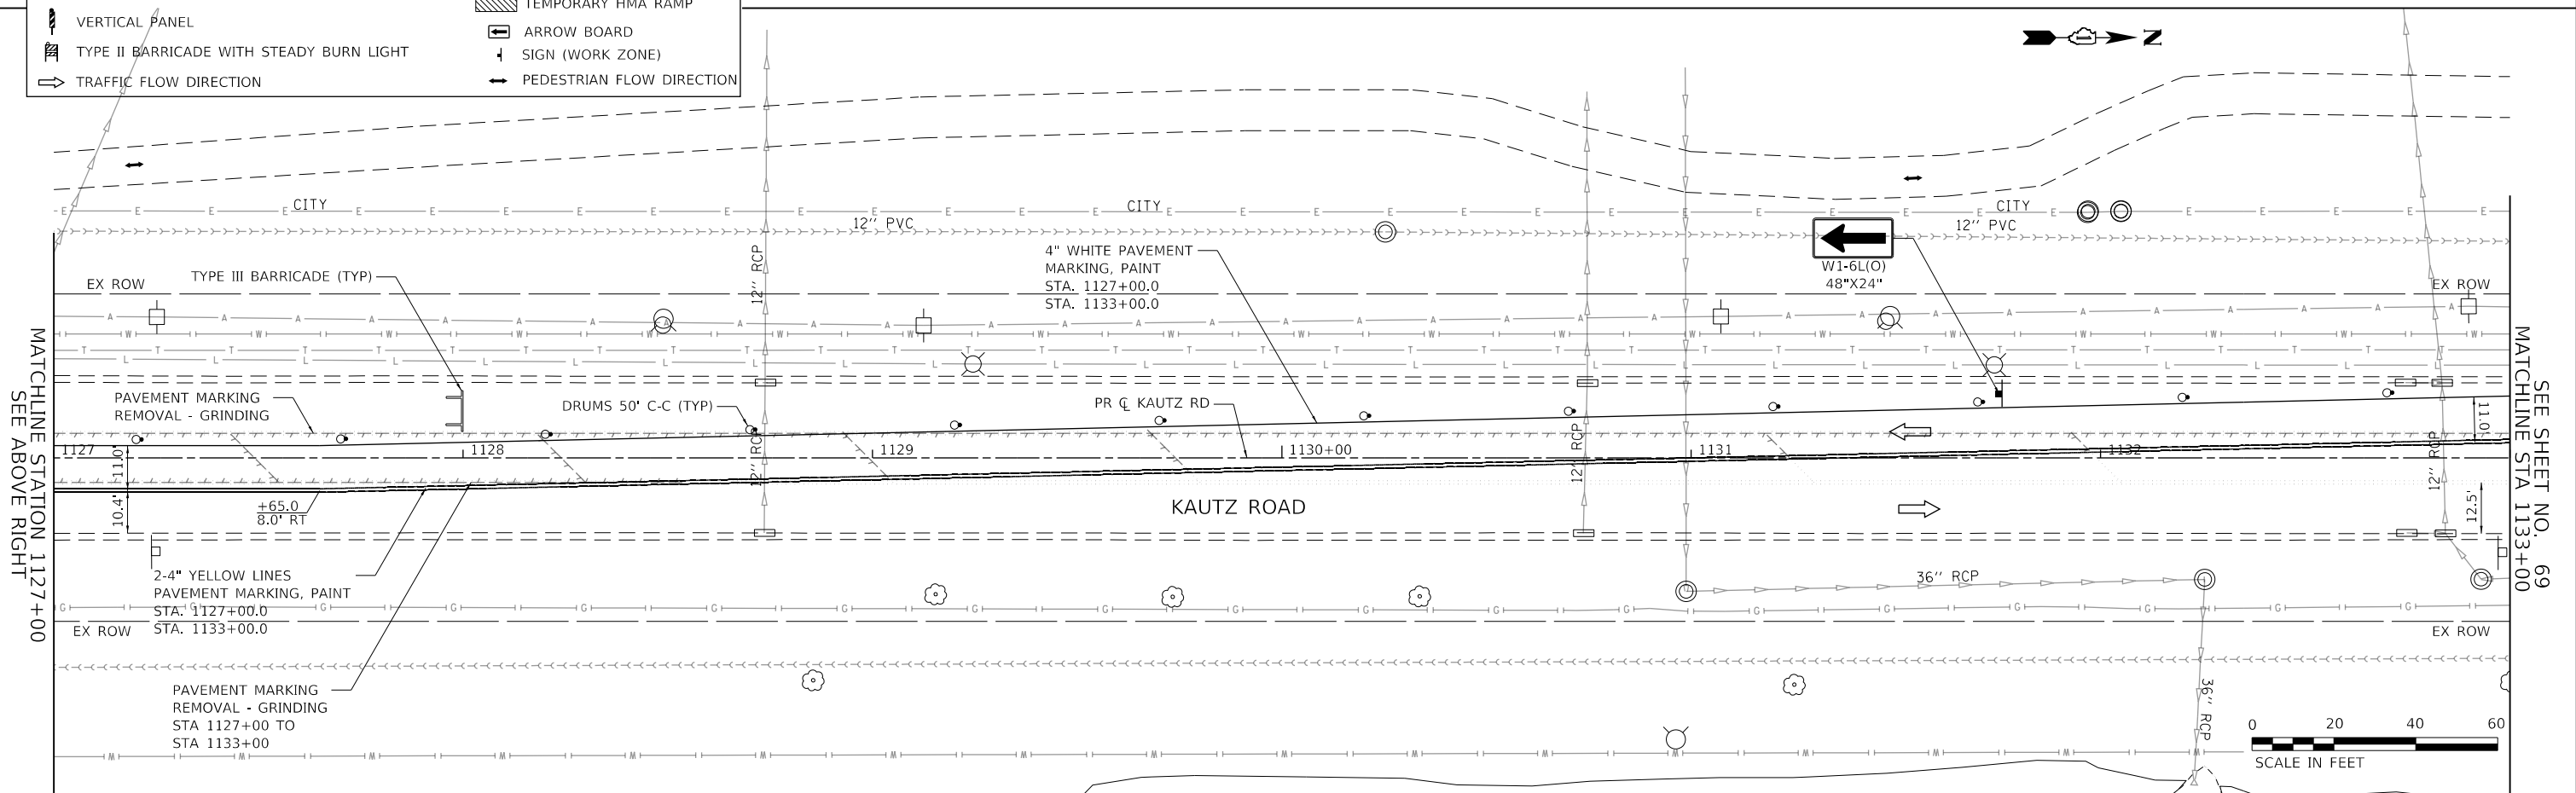 VERTICAL PANEL
TYPE II BARRICADE WITH STEADY BURN LIGHT
TRAFFIC FLOW DIRECTION
TEMPORARY HMA RAMP
ARROW BOARD
SIGN (WORK ZONE)
PEDESTRIAN FLOW DIRECTION
N
CITY
CITY
CITY
12'' PVC
12'' PVC
12'' RCP
4" WHITE PAVEMENT
MARKING, PAINT
STA. 1127+00.0
STA. 1133+00.0
W1-6L(O)
48"X24"
TYPE III BARRICADE (TYP)
EX ROW
EX ROW
PAVEMENT MARKING
REMOVAL - GRINDING
DRUMS 50' C-C (TYP)
PR ℄ KAUTZ RD
1127
1128
1129
1130+00
1131
1132
11.0'
10.4'
11.0'
12.5'
12'' RCP
12'' RCP
12'' RCP
+65.0
8.0' RT
KAUTZ ROAD
2-4" YELLOW LINES
PAVEMENT MARKING, PAINT
STA. 1127+00.0
STA. 1133+00.0
36'' RCP
36'' RCP
EX ROW
EX ROW
PAVEMENT MARKING
REMOVAL - GRINDING
STA 1127+00 TO
STA 1133+00
MATCHLINE STATION 1127+00
SEE ABOVE RIGHT
SEE SHEET NO. 69
MATCHLINE STA 1133+00
0 20 40 60
SCALE IN FEET